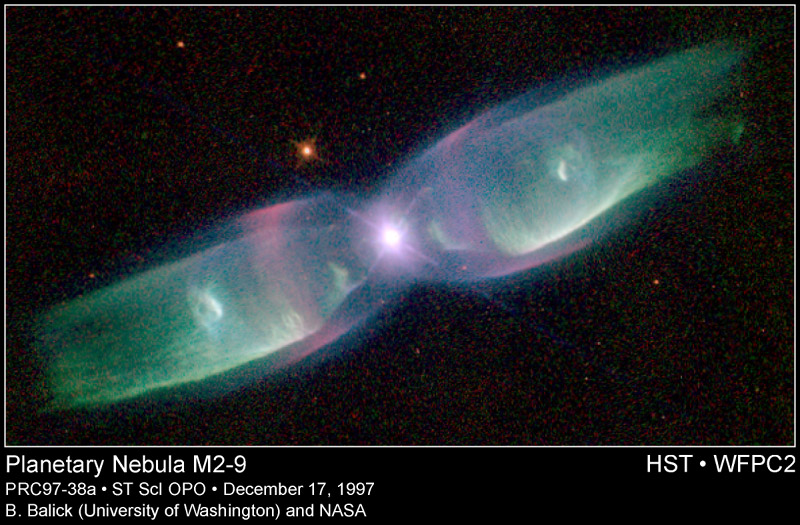 Planetary Nebula M2-9
HST • WFPC2
PRC97-38a • ST ScI OPO • December 17, 1997
B. Balick (University of Washington) and NASA